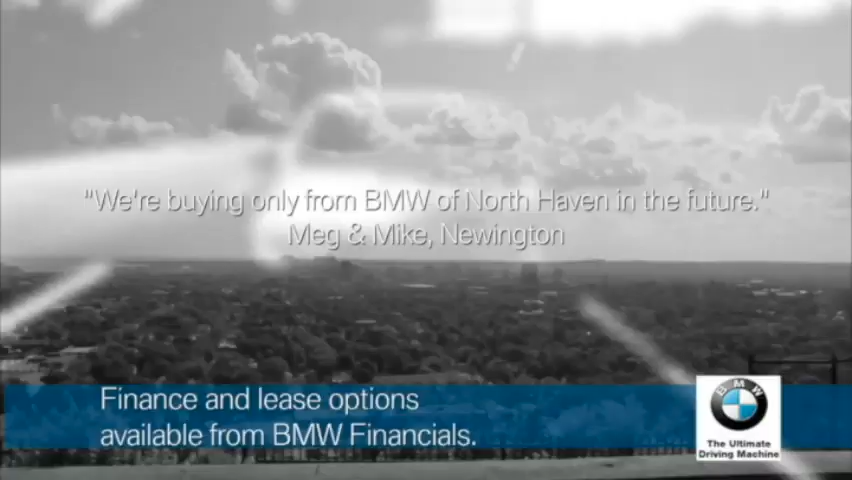 "We're buying only from BMW of North Haven in the future."
Meg & Mike, Newington
Finance and lease options
available from BMW Financials.
BMW
The Ultimate
Driving Machine